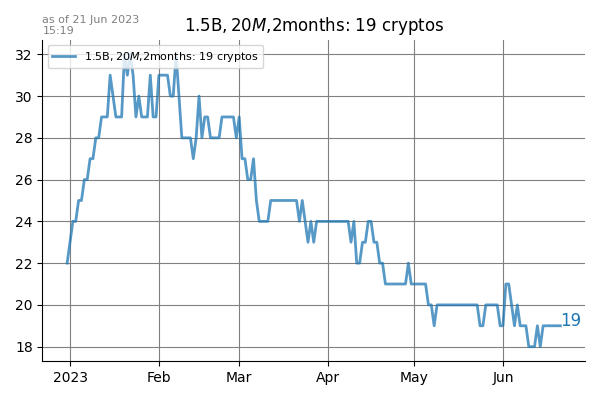 as of 21 Jun 2023
15:19
1.5B, 20M,2months: 19 cryptos
1.5B, 20M,2months: 19 cryptos
32
30
28
26
24
22
20
18
19
2023
Feb
Mar
Apr
May
Jun